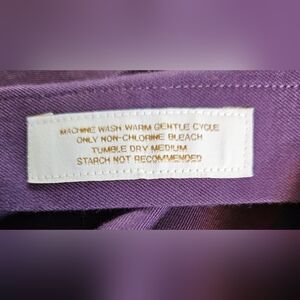 MACHINE WASH WARM GENTLE CYCLE
ONLY NON-CHLORINE BLEACH
TUMBLE DRY MEDIUM
STARCH NOT RECOMMENDED